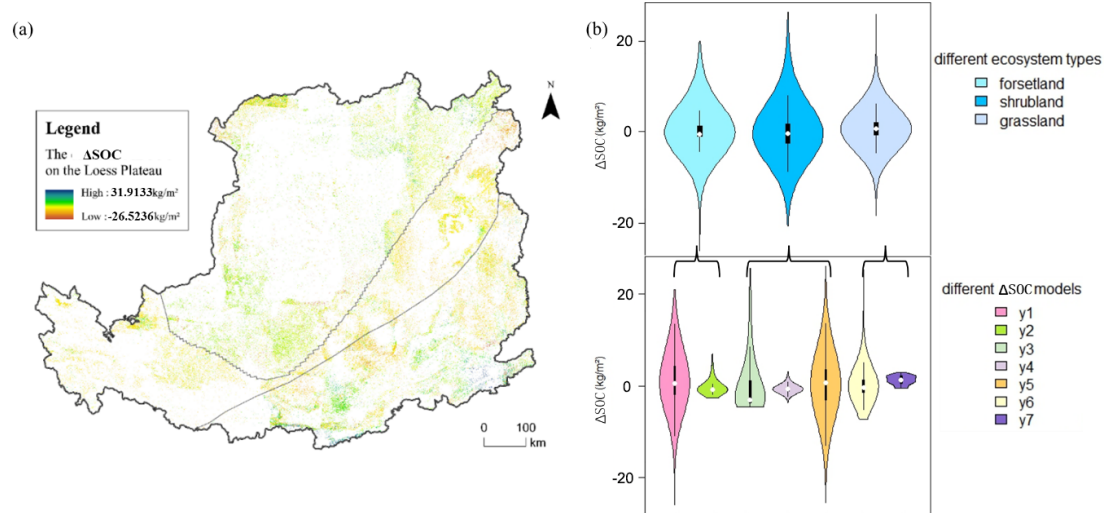 (a)
N
Legend
The ΔSOC
on the Loess Plateau
High : 31.9133kg/m²
Low :-26.5236kg/m²
0 100
km
(b)
20
0
-20
ΔSOC (kg/m²)
different ecosystem types
forsetland
shrubland
grassland
20
0
-20
ΔSOC (kg/m²)
different ΔSOC models
y1
y2
y3
y4
y5
y6
y7